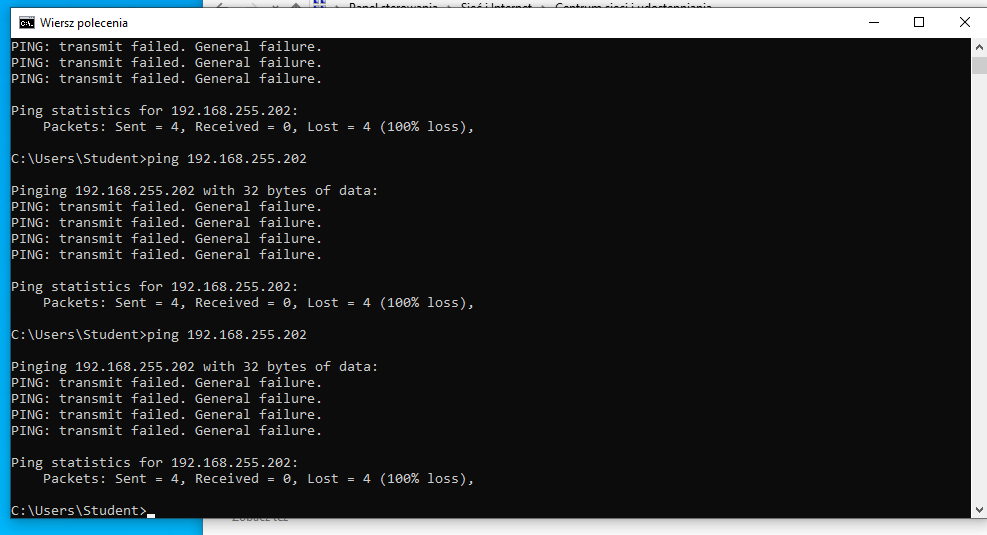 Panel sterowania > Sieć i Internet > Centrum sieci i udostępniania
Wiersz polecenia
PING: transmit failed. General failure.
PING: transmit failed. General failure.
PING: transmit failed. General failure.
Ping statistics for 192.168.255.202:
Packets: Sent = 4, Received = 0, Lost = 4 (100% loss),
C:\Users\Student>ping 192.168.255.202
Pinging 192.168.255.202 with 32 bytes of data:
PING: transmit failed. General failure.
PING: transmit failed. General failure.
PING: transmit failed. General failure.
PING: transmit failed. General failure.
Ping statistics for 192.168.255.202:
Packets: Sent = 4, Received = 0, Lost = 4 (100% loss),
C:\Users\Student>ping 192.168.255.202
Pinging 192.168.255.202 with 32 bytes of data:
PING: transmit failed. General failure.
PING: transmit failed. General failure.
PING: transmit failed. General failure.
PING: transmit failed. General failure.
Ping statistics for 192.168.255.202:
Packets: Sent = 4, Received = 0, Lost = 4 (100% loss),
C:\Users\Student>